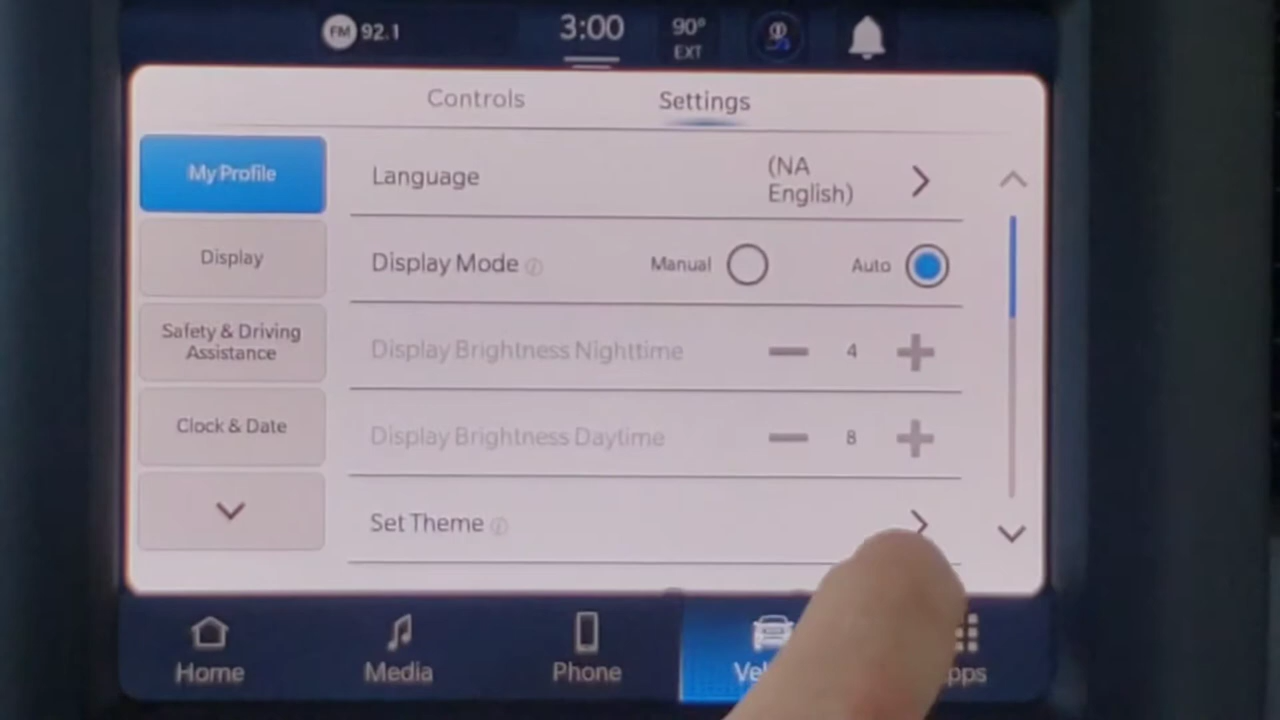 FM 92.1
3:00
90°
EXT
Controls
Settings
My Profile
Language
(NA
English)
Display
Display Mode
Manual
Auto
Safety & Driving
Assistance
Display Brightness Nighttime
4
Clock & Date
Display Brightness Daytime
8
Set Theme
Home
Media
Phone